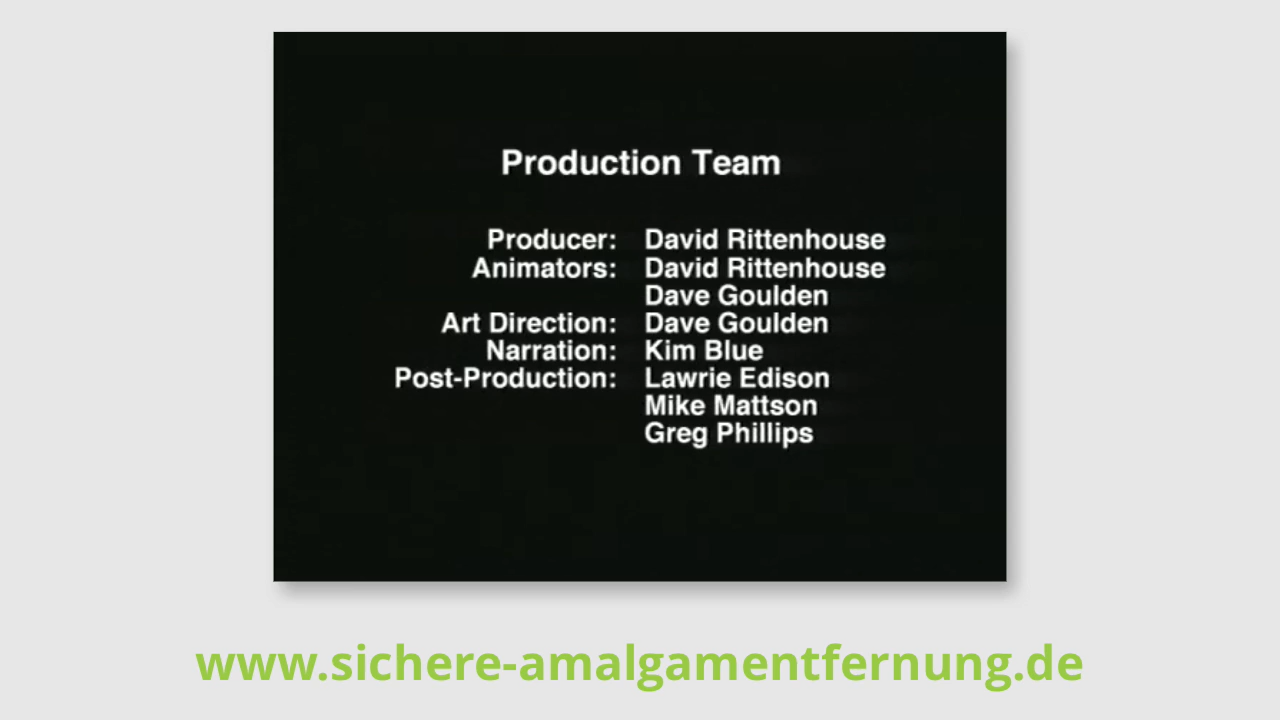 Production Team
Producer: David Rittenhouse
Animators: David Rittenhouse
Dave Goulden
Art Direction: Dave Goulden
Narration: Kim Blue
Post-Production: Lawrie Edison
Mike Mattson
Greg Phillips
www.sichere-amalgamentfernung.de